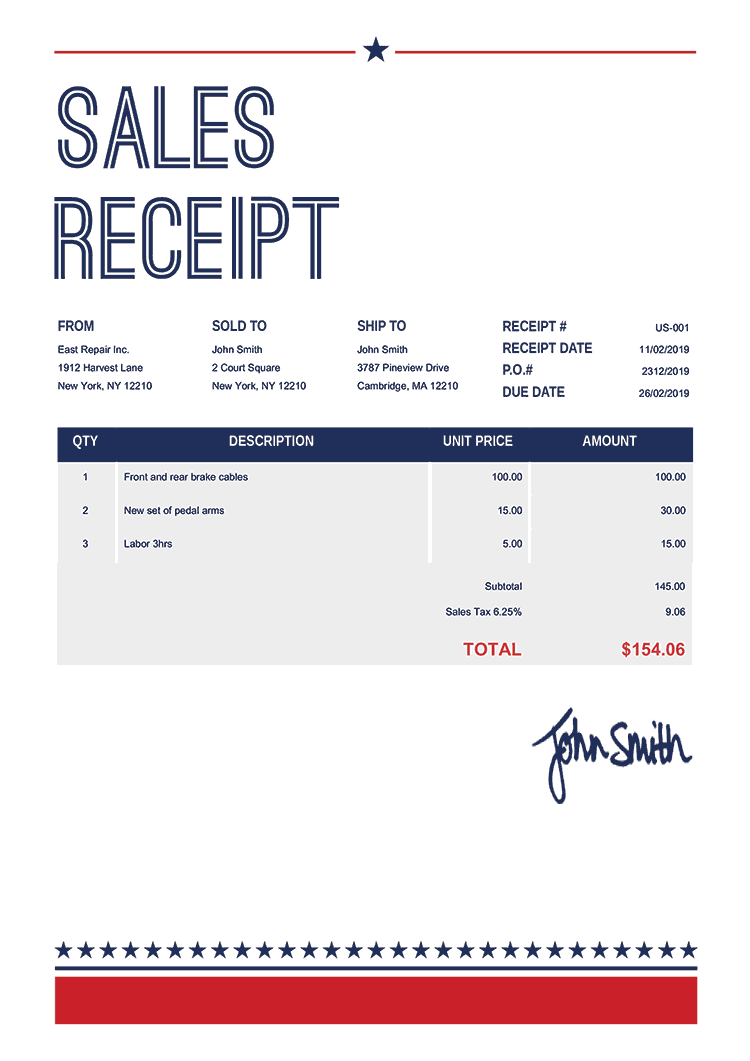 SALES
RECEIPT
FROM
East Repair Inc.
1912 Harvest Lane
New York, NY 12210
SOLD TO
John Smith
2 Court Square
New York, NY 12210
SHIP TO
John Smith
3787 Pineview Drive
Cambridge, MA 12210
RECEIPT # US-001
RECEIPT DATE 11/02/2019
P.O.# 2312/2019
DUE DATE 26/02/2019
QTY DESCRIPTION UNIT PRICE AMOUNT
1 Front and rear brake cables 100.00 100.00
2 New set of pedal arms 15.00 30.00
3 Labor 3hrs 5.00 15.00
Subtotal 145.00
Sales Tax 6.25% 9.06
TOTAL $154.06
John Smith